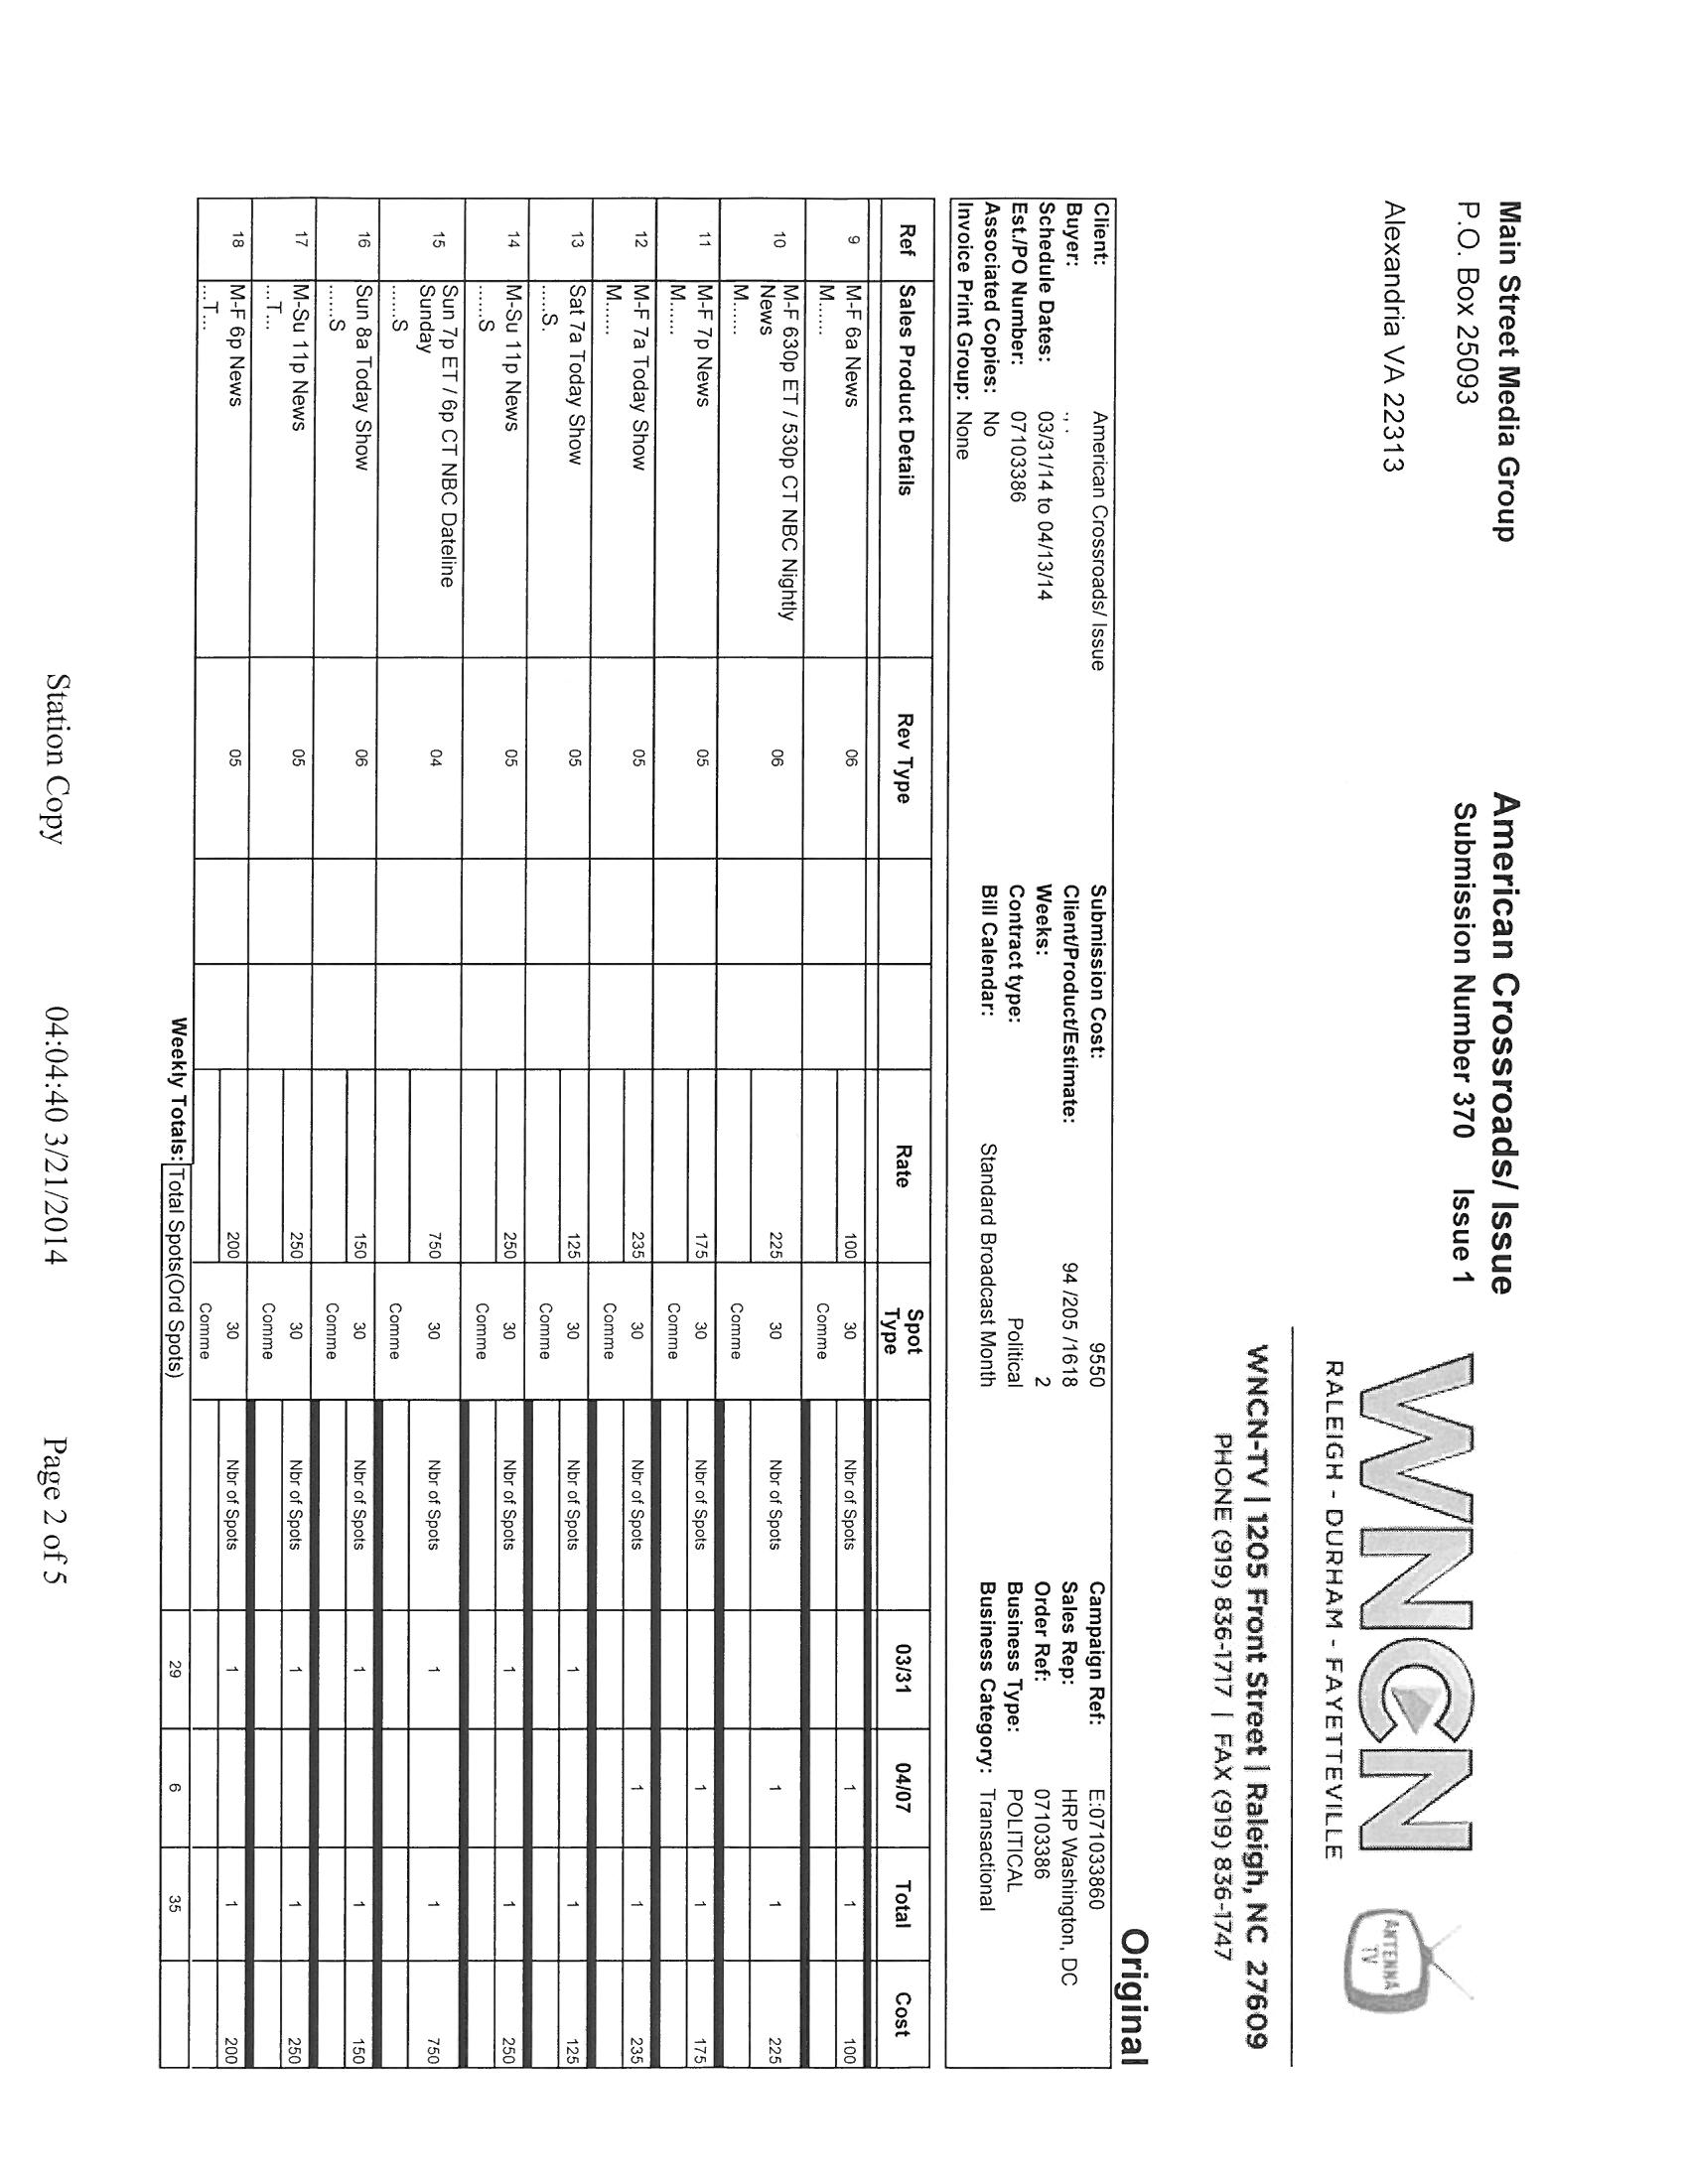 Main Street Media Group
P.O. Box 25093
Alexandria VA 22313
American Crossroads/ Issue
Submission Number 370 Issue 1
WNCN
RALEIGH - DURHAM - FAYETTEVILLE
ANTENNA
TV
WNCN-TV | 1205 Front Street | Raleigh, NC 27609
PHONE (919) 836-1717 | FAX (919) 836-1747
Original
Client: American Crossroads/ Issue Submission Cost: 9550 Campaign Ref: E:071033860
Buyer: Client/Product/Estimate: 94 /205 /1618 Sales Rep: HRP Washington, DC
Schedule Dates: 03/31/14 to 04/13/14 Weeks: 2 Order Ref: 07103386
Est./PO Number: 07103386 Contract type: Political Business Type: POLITICAL
Associated Copies: No Bill Calendar: Standard Broadcast Month Business Category: Transactional
Invoice Print Group: None
Ref Sales Product Details Rev Type Rate Spot Type 03/31 04/07 Total Cost
9 M-F 6a News 06 100 30 Nbr of Spots 1 1 100
M...... Comme
10 M-F 630p ET / 530p CT NBC Nightly News 06 225 30 Nbr of Spots 1 1 225
M...... Comme
11 M-F 7p News 05 175 30 Nbr of Spots 1 1 175
M...... Comme
12 M-F 7a Today Show 05 235 30 Nbr of Spots 1 1 235
M...... Comme
13 Sat 7a Today Show 05 125 30 Nbr of Spots 1 1 125
.....S. Comme
14 M-Su 11p News 05 250 30 Nbr of Spots 1 1 250
......S Comme
15 Sun 7p ET / 6p CT NBC Dateline Sunday 04 750 30 Nbr of Spots 1 1 750
......S Comme
16 Sun 8a Today Show 06 150 30 Nbr of Spots 1 1 150
......S Comme
17 M-Su 11p News 05 250 30 Nbr of Spots 1 1 250
...T... Comme
18 M-F 6p News 05 200 30 Nbr of Spots 1 1 200
...T... Comme
Weekly Totals: Total Spots(Ord Spots) 29 6 35
Station Copy 04:04:40 3/21/2014 Page 2 of 5